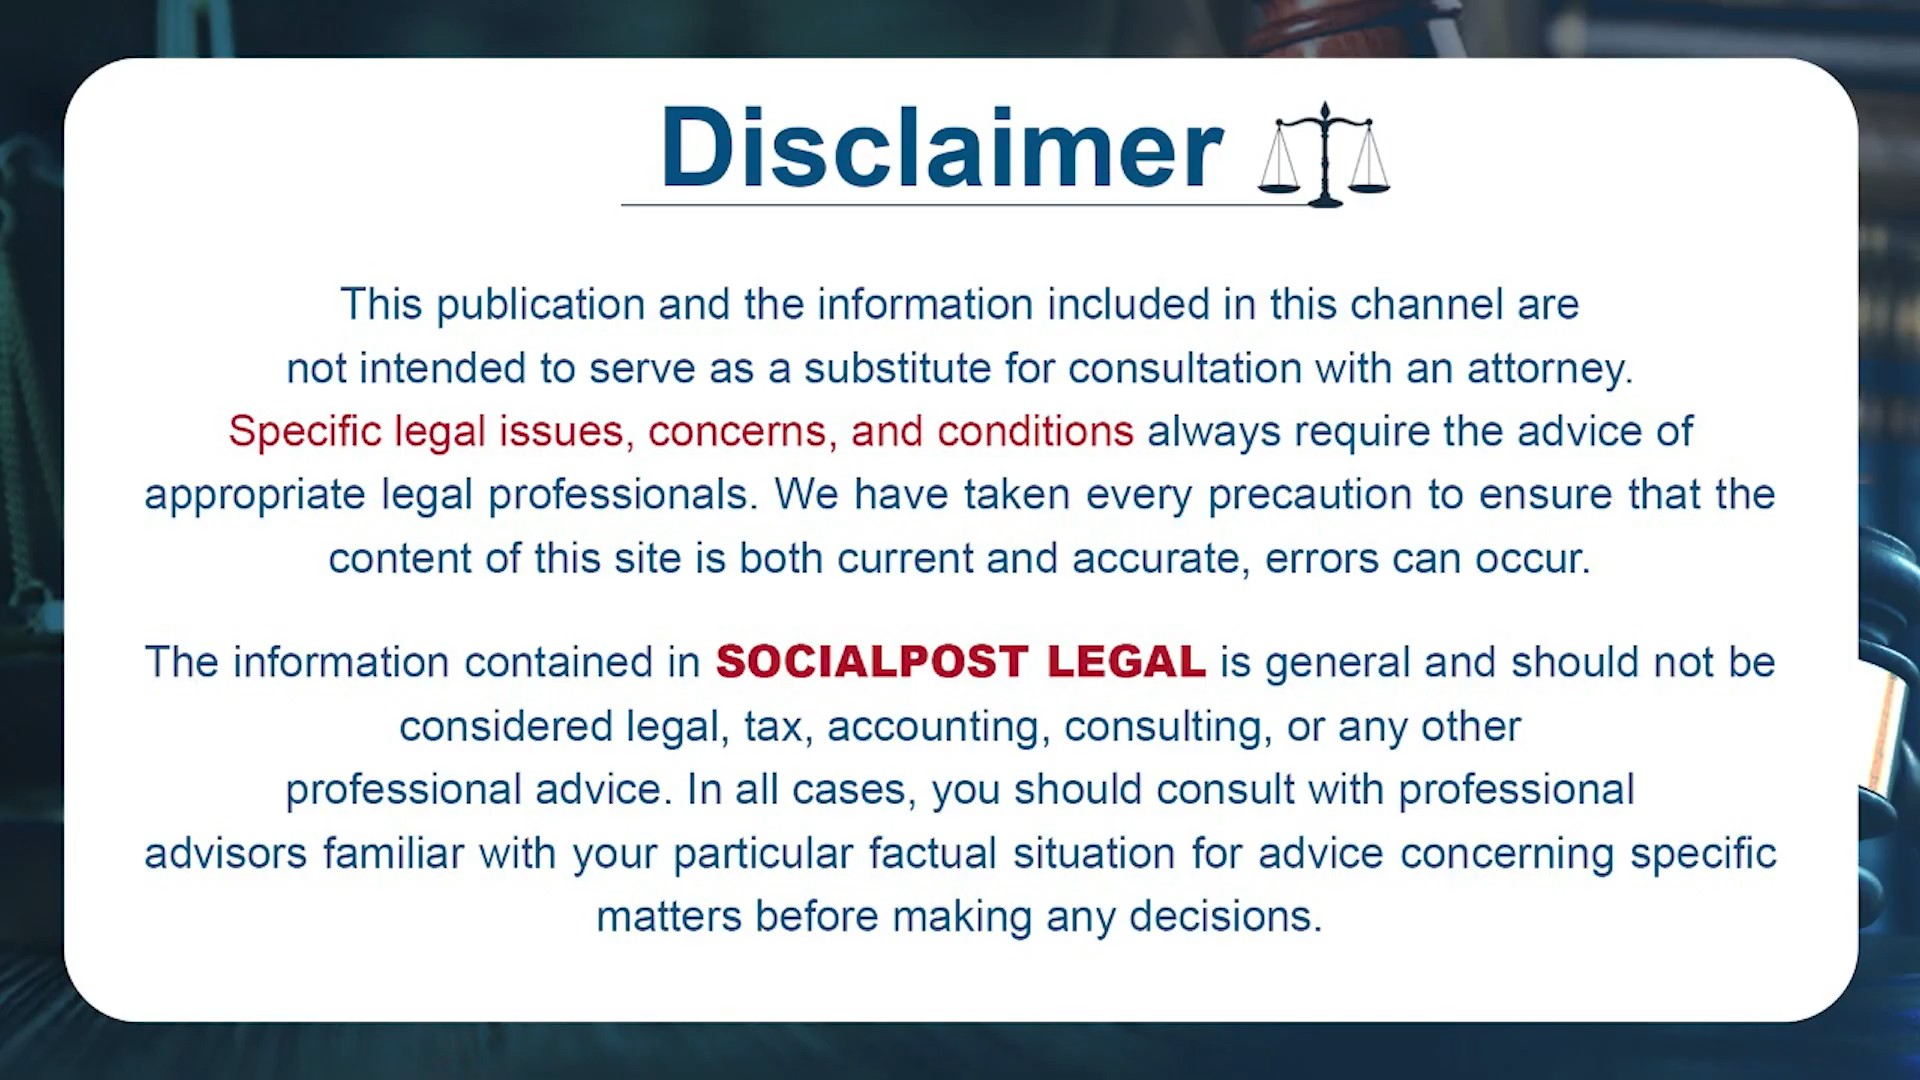 Disclaimer
This publication and the information included in this channel are
not intended to serve as a substitute for consultation with an attorney.
Specific legal issues, concerns, and conditions always require the advice of
appropriate legal professionals. We have taken every precaution to ensure that the
content of this site is both current and accurate, errors can occur.
The information contained in SOCIALPOST LEGAL is general and should not be
considered legal, tax, accounting, consulting, or any other
professional advice. In all cases, you should consult with professional
advisors familiar with your particular factual situation for advice concerning specific
matters before making any decisions.